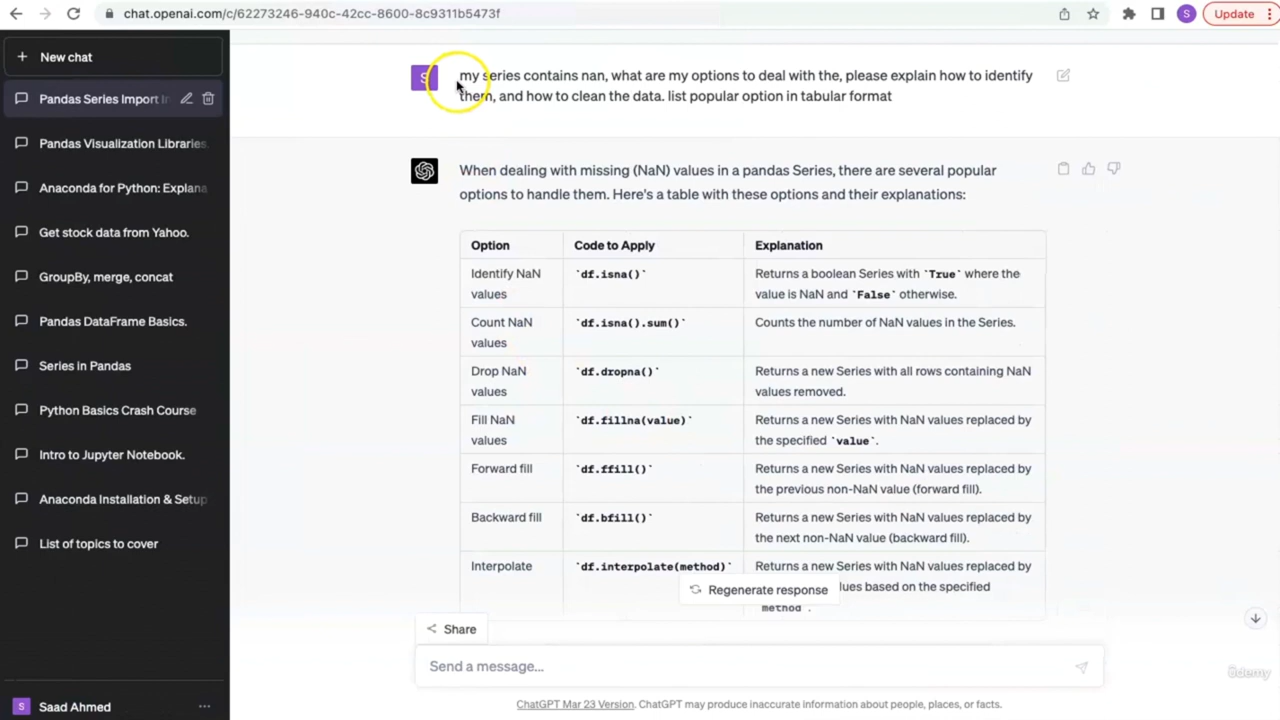 chat.openai.com/c/62273246-940c-42cc-8600-8c9311b5473f
S
Update
New chat
Pandas Series Import In
Pandas Visualization Libraries.
Anaconda for Python: Explana
Get stock data from Yahoo.
GroupBy, merge, concat
Pandas DataFrame Basics.
Series in Pandas
Python Basics Crash Course
Intro to Jupyter Notebook.
Anaconda Installation & Setup
List of topics to cover
S
Saad Ahmed
S
my series contains nan, what are my options to deal with the, please explain how to identify
them, and how to clean the data. list popular option in tabular format
When dealing with missing (NaN) values in a pandas Series, there are several popular
options to handle them. Here's a table with these options and their explanations:
Option Code to Apply Explanation
Identify NaN `df.isna()` Returns a boolean Series with `True` where the
values value is NaN and `False` otherwise.
Count NaN `df.isna().sum()` Counts the number of NaN values in the Series.
values
Drop NaN `df.dropna()` Returns a new Series with all rows containing NaN
values values removed.
Fill NaN `df.fillna(value)` Returns a new Series with NaN values replaced by
values the specified `value`.
Forward fill `df.ffill()` Returns a new Series with NaN values replaced by
the previous non-NaN value (forward fill).
Backward fill `df.bfill()` Returns a new Series with NaN values replaced by
the next non-NaN value (backward fill).
Interpolate `df.interpolate(method)` Returns a new Series with NaN values replaced by
Regenerate response based on the specified
method`.
Share
Send a message...
ChatGPT Mar 23 Version. ChatGPT may produce inaccurate information about people, places, or facts.
ûdemy